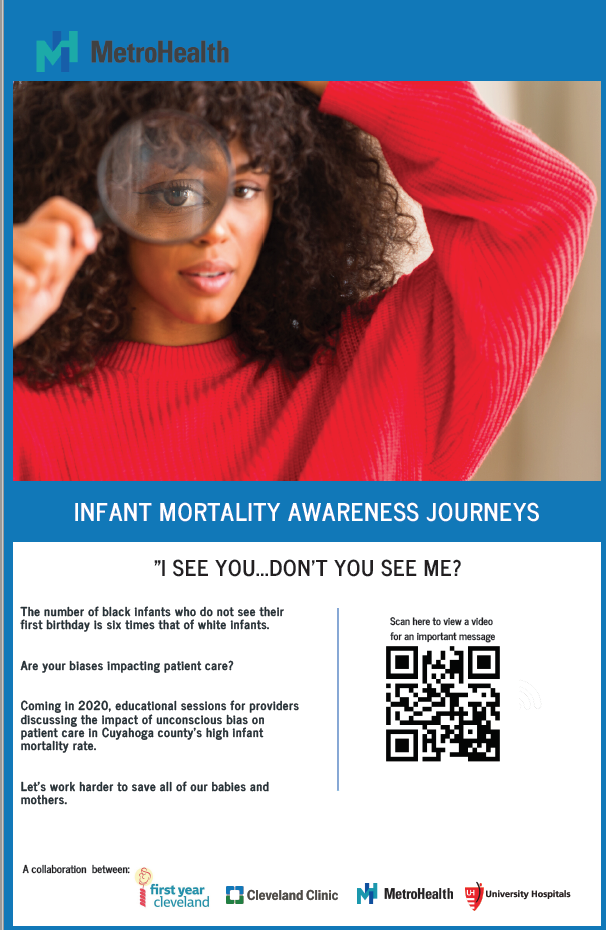 MetroHealth
INFANT MORTALITY AWARENESS JOURNEYS
"I SEE YOU...DON'T YOU SEE ME?
The number of black infants who do not see their
first birthday is six times that of white infants.
Are your biases impacting patient care?
Coming in 2020, educational sessions for providers
discussing the impact of unconscious bias on
patient care in Cuyahoga county's high infant
mortality rate.
Let's work harder to save all of our babies and
mothers.
Scan here to view a video
for an important message
A collaboration between:
first year
cleveland
Cleveland Clinic
MetroHealth
UH
University Hospitals